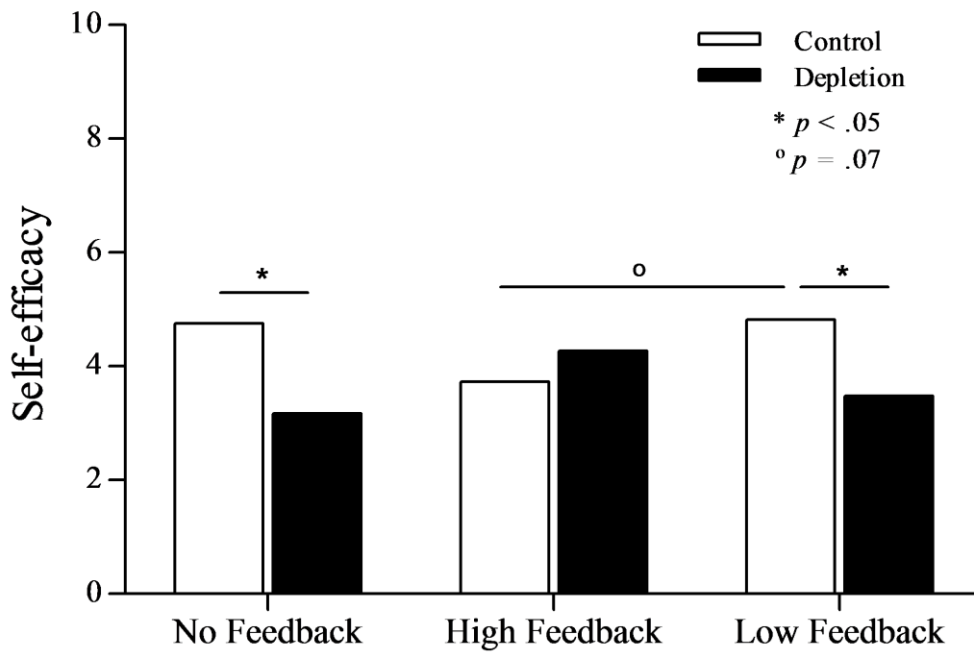 10
8
6
4
2
0
Self-efficacy
Control
Depletion
* p < .05
o p = .07
*
o
*
No Feedback
High Feedback
Low Feedback